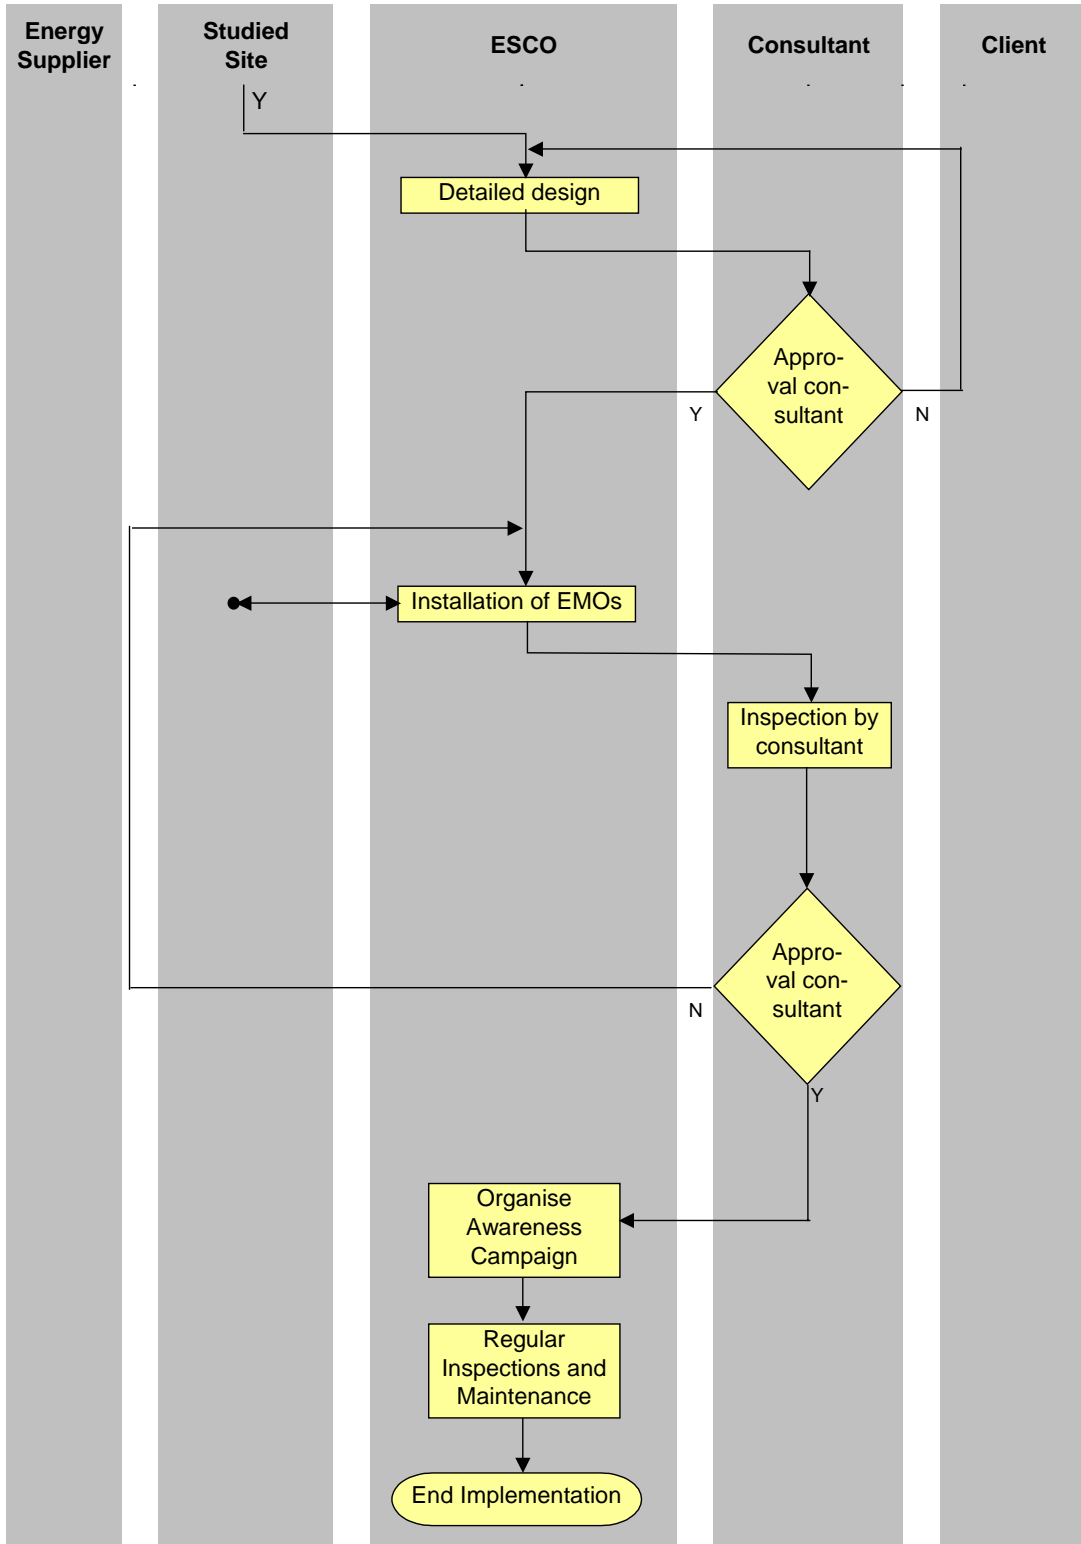 Energy
Supplier
Studied
Site
ESCO
Consultant
Client
Y
Detailed design
Appro-
val con-
sultant
Y
N
Installation of EMOs
Inspection by
consultant
Appro-
val con-
sultant
N
Y
Organise
Awareness
Campaign
Regular
Inspections and
Maintenance
End Implementation